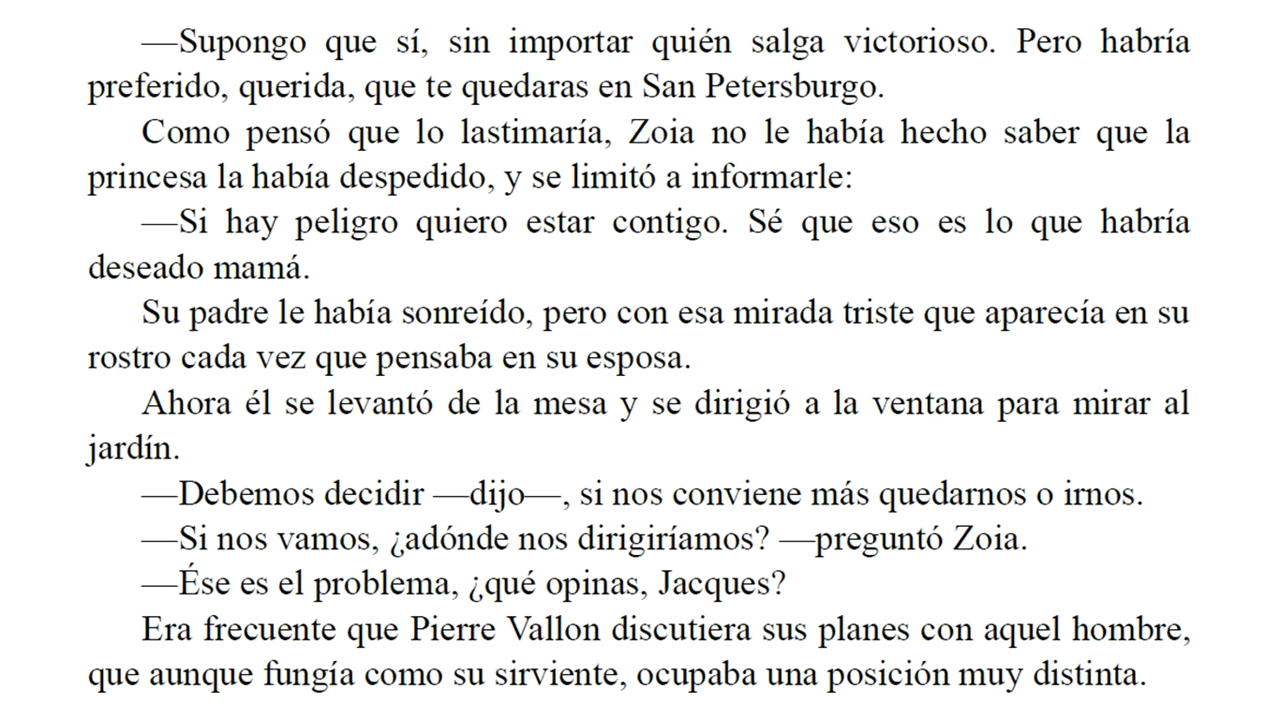 —Supongo que sí, sin importar quién salga victorioso. Pero habría
preferido, querida, que te quedaras en San Petersburgo.
Como pensó que lo lastimaría, Zoia no le había hecho saber que la
princesa la había despedido, y se limitó a informarle:
—Si hay peligro quiero estar contigo. Sé que eso es lo que habría
deseado mamá.
Su padre le había sonreído, pero con esa mirada triste que aparecía en su
rostro cada vez que pensaba en su esposa.
Ahora él se levantó de la mesa y se dirigió a la ventana para mirar al
jardín.
—Debemos decidir —dijo—, si nos conviene más quedarnos o irnos.
—Si nos vamos, ¿adónde nos dirigiríamos? —preguntó Zoia.
—Ése es el problema, ¿qué opinas, Jacques?
Era frecuente que Pierre Vallon discutiera sus planes con aquel hombre,
que aunque fungía como su sirviente, ocupaba una posición muy distinta.